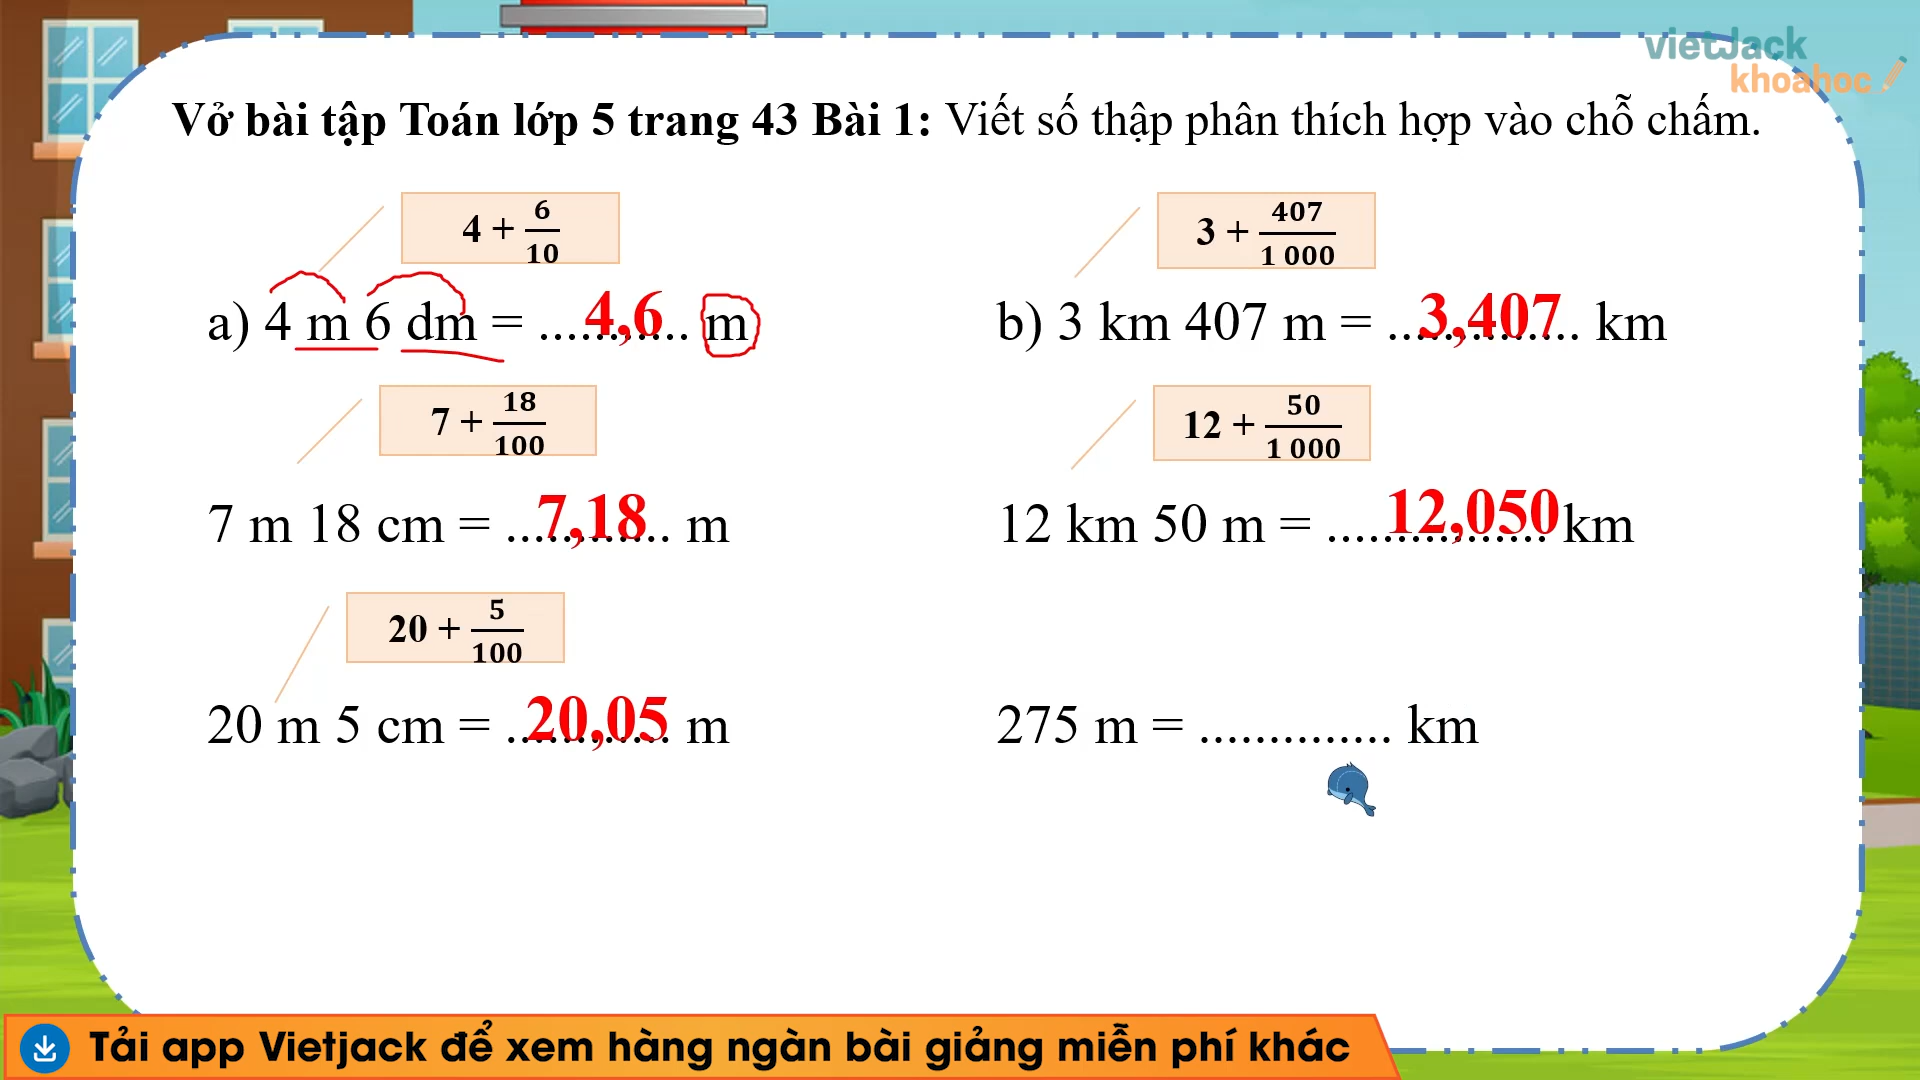 vietJack
khoahoc
Vở bài tập Toán lớp 5 trang 43 Bài 1: Viết số thập phân thích hợp vào chỗ chấm.
4 + 6/10
a) 4 m 6 dm = ....4,6.... m
7 + 18/100
7 m 18 cm = ....7,18.... m
20 + 5/100
20 m 5 cm = ....20,05.... m
3 + 407/1 000
b) 3 km 407 m = ....3,407.... km
12 + 50/1 000
12 km 50 m = ....12,050.... km
275 m = .............. km
Tải app Vietjack để xem hàng ngàn bài giảng miễn phí khác